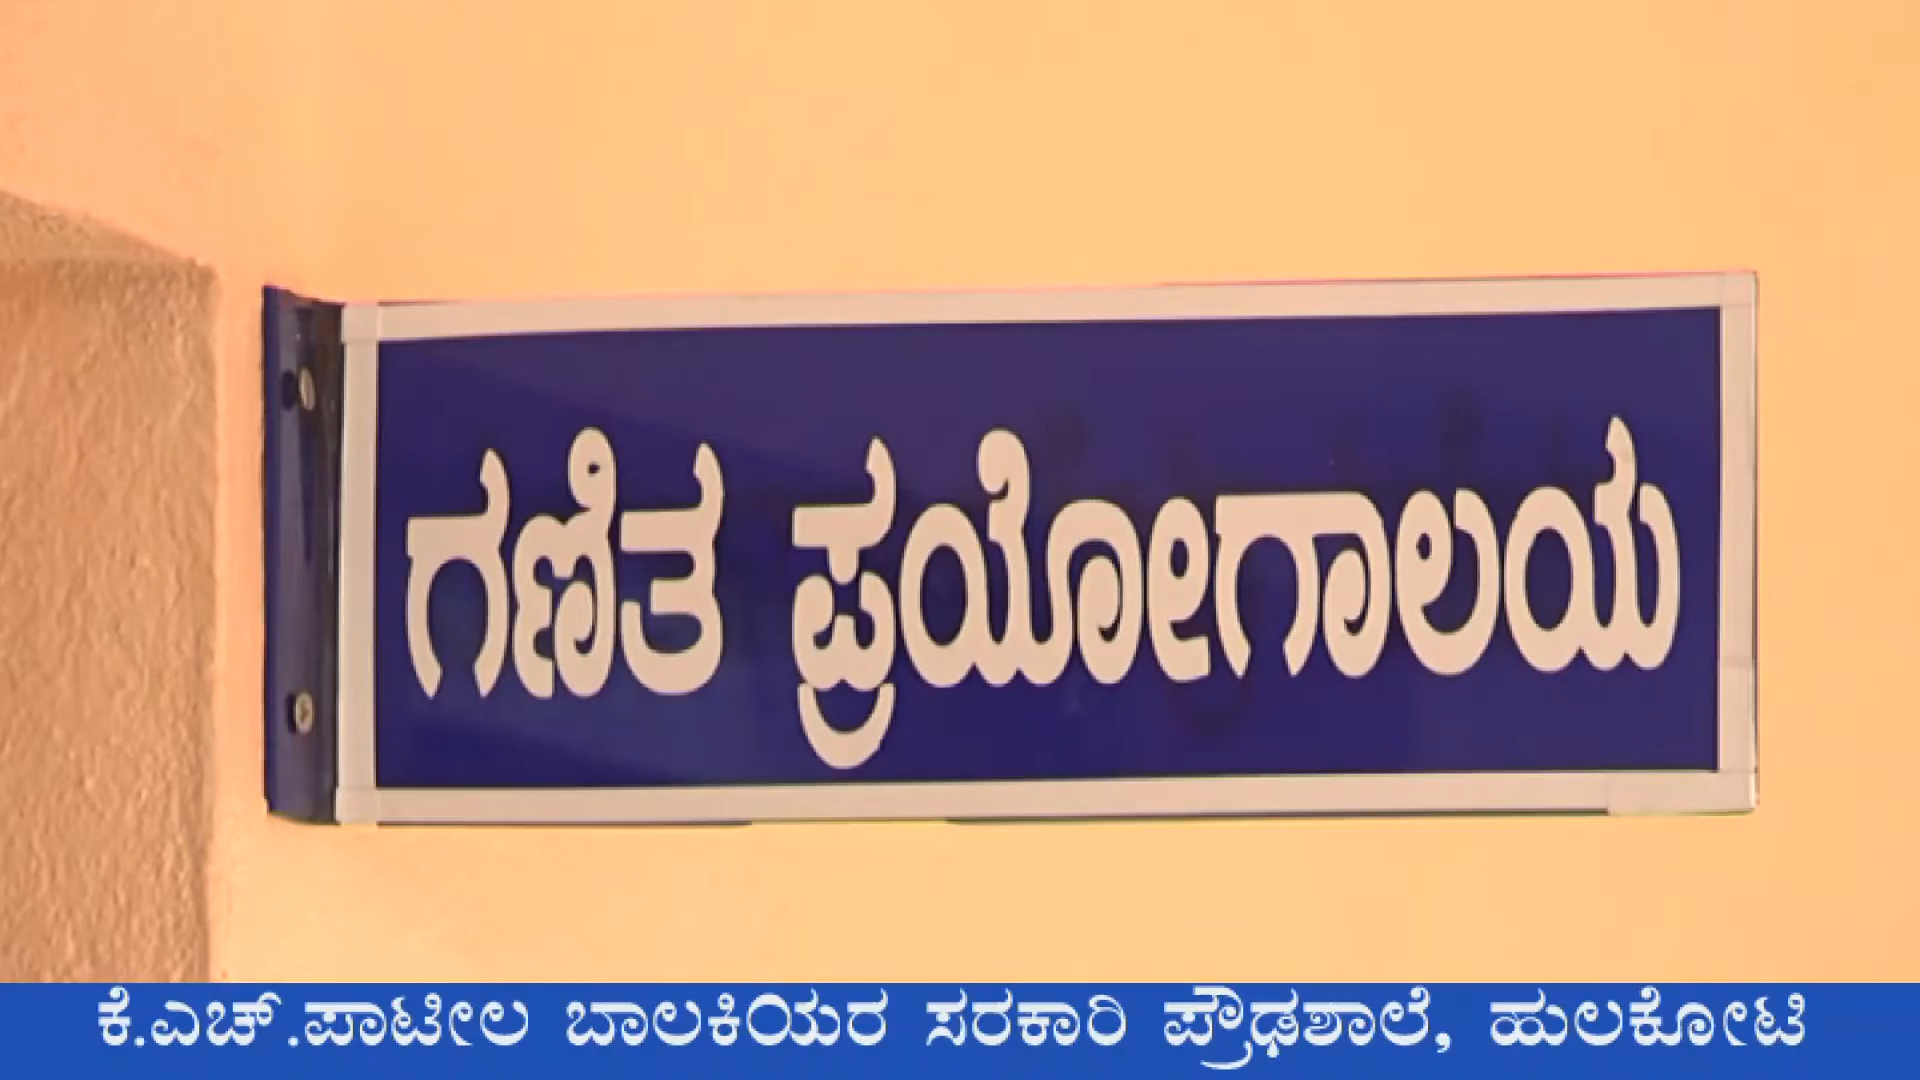 ಗಣಿತ ಪ್ರಯೋಗಾಲಯ
ಕೆ.ಎಚ್.ಪಾಟೀಲ ಬಾಲಕಿಯರ ಸರಕಾರಿ ಪ್ರೌಢಶಾಲೆ, ಹುಲಕೋಟಿ